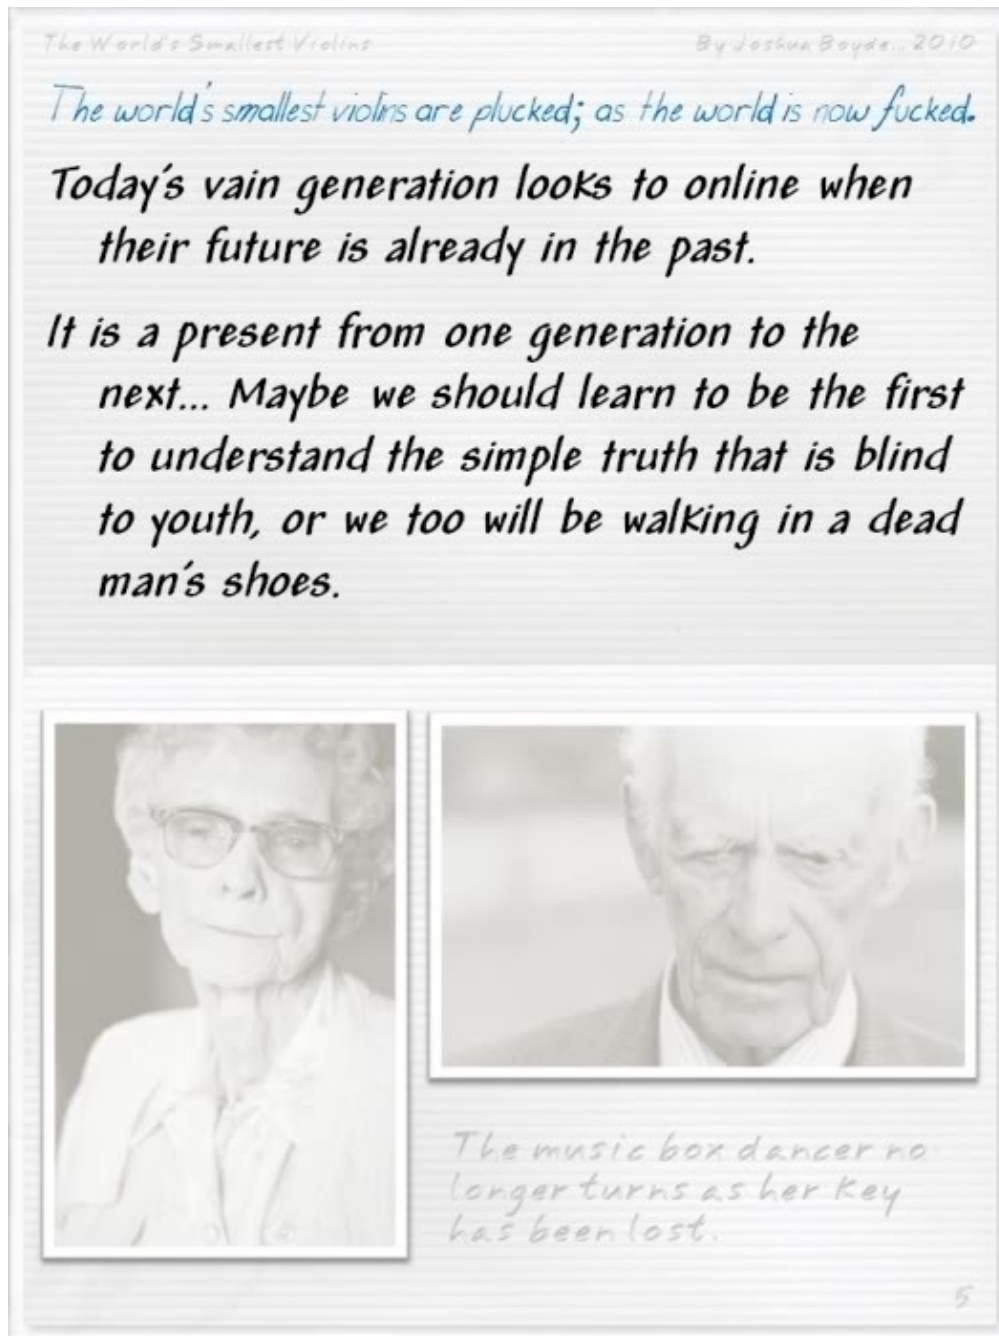 The World's Smallest Violins
By Joshua Boyde.. 2010
The world's smallest violins are plucked; as the world is now fucked.
Today's vain generation looks to online when
their future is already in the past.
It is a present from one generation to the
next... Maybe we should learn to be the first
to understand the simple truth that is blind
to youth, or we too will be walking in a dead
man's shoes.
The music box dancer no
longer turns as her key
has been lost.
5